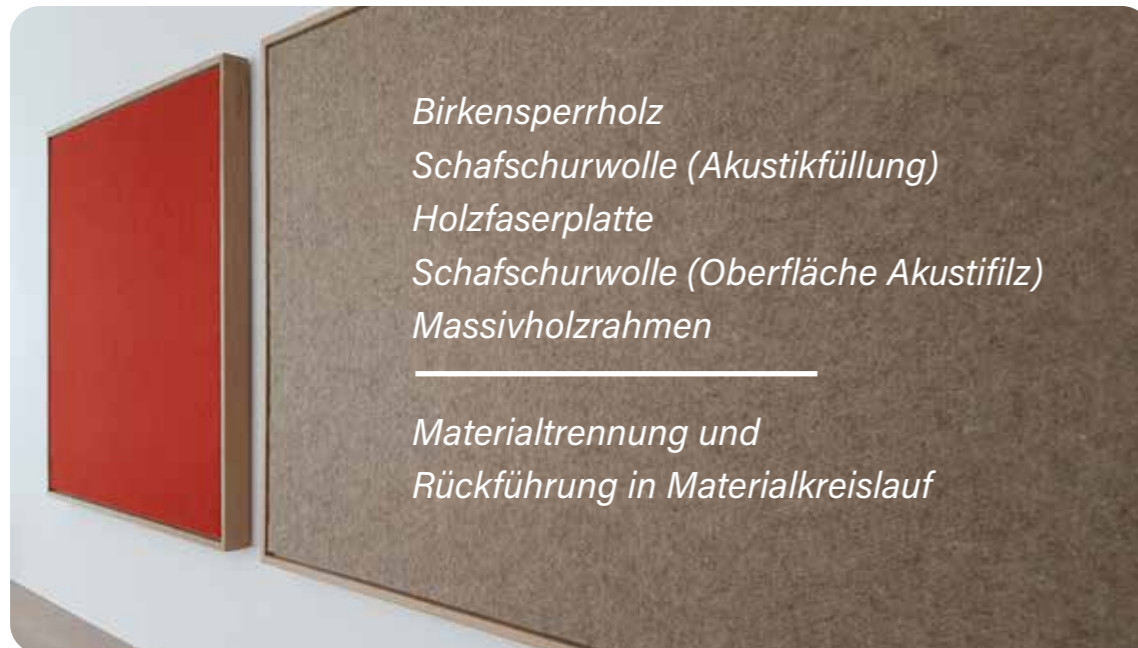 Birkensperrholz
Schafschurwolle (Akustikfüllung)
Holzfaserplatte
Schafschurwolle (Oberfläche Akustifilz)
Massivholzrahmen
Materialtrennung und
Rückführung in Materialkreislauf